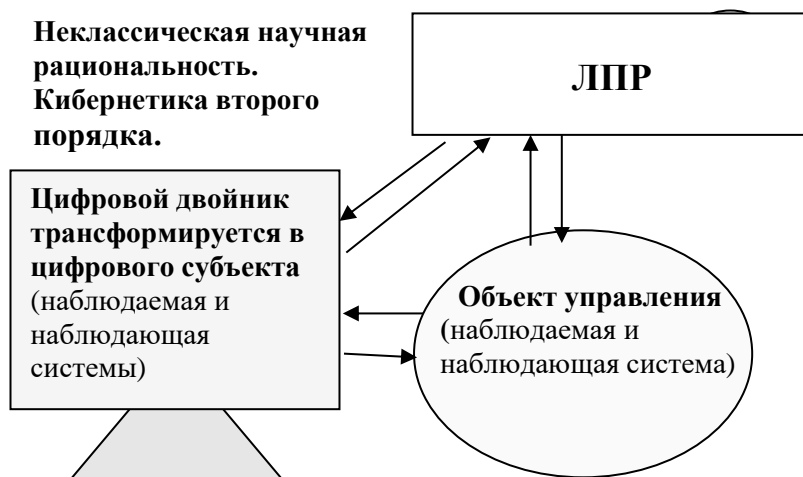 Неклассическая научная
рациональность.
Кибернетика второго
порядка.
ЛПР
Цифровой двойник
трансформируется в
цифрового субъекта
(наблюдаемая и
наблюдающая
системы)
Объект управления
(наблюдаемая и
наблюдающая система)